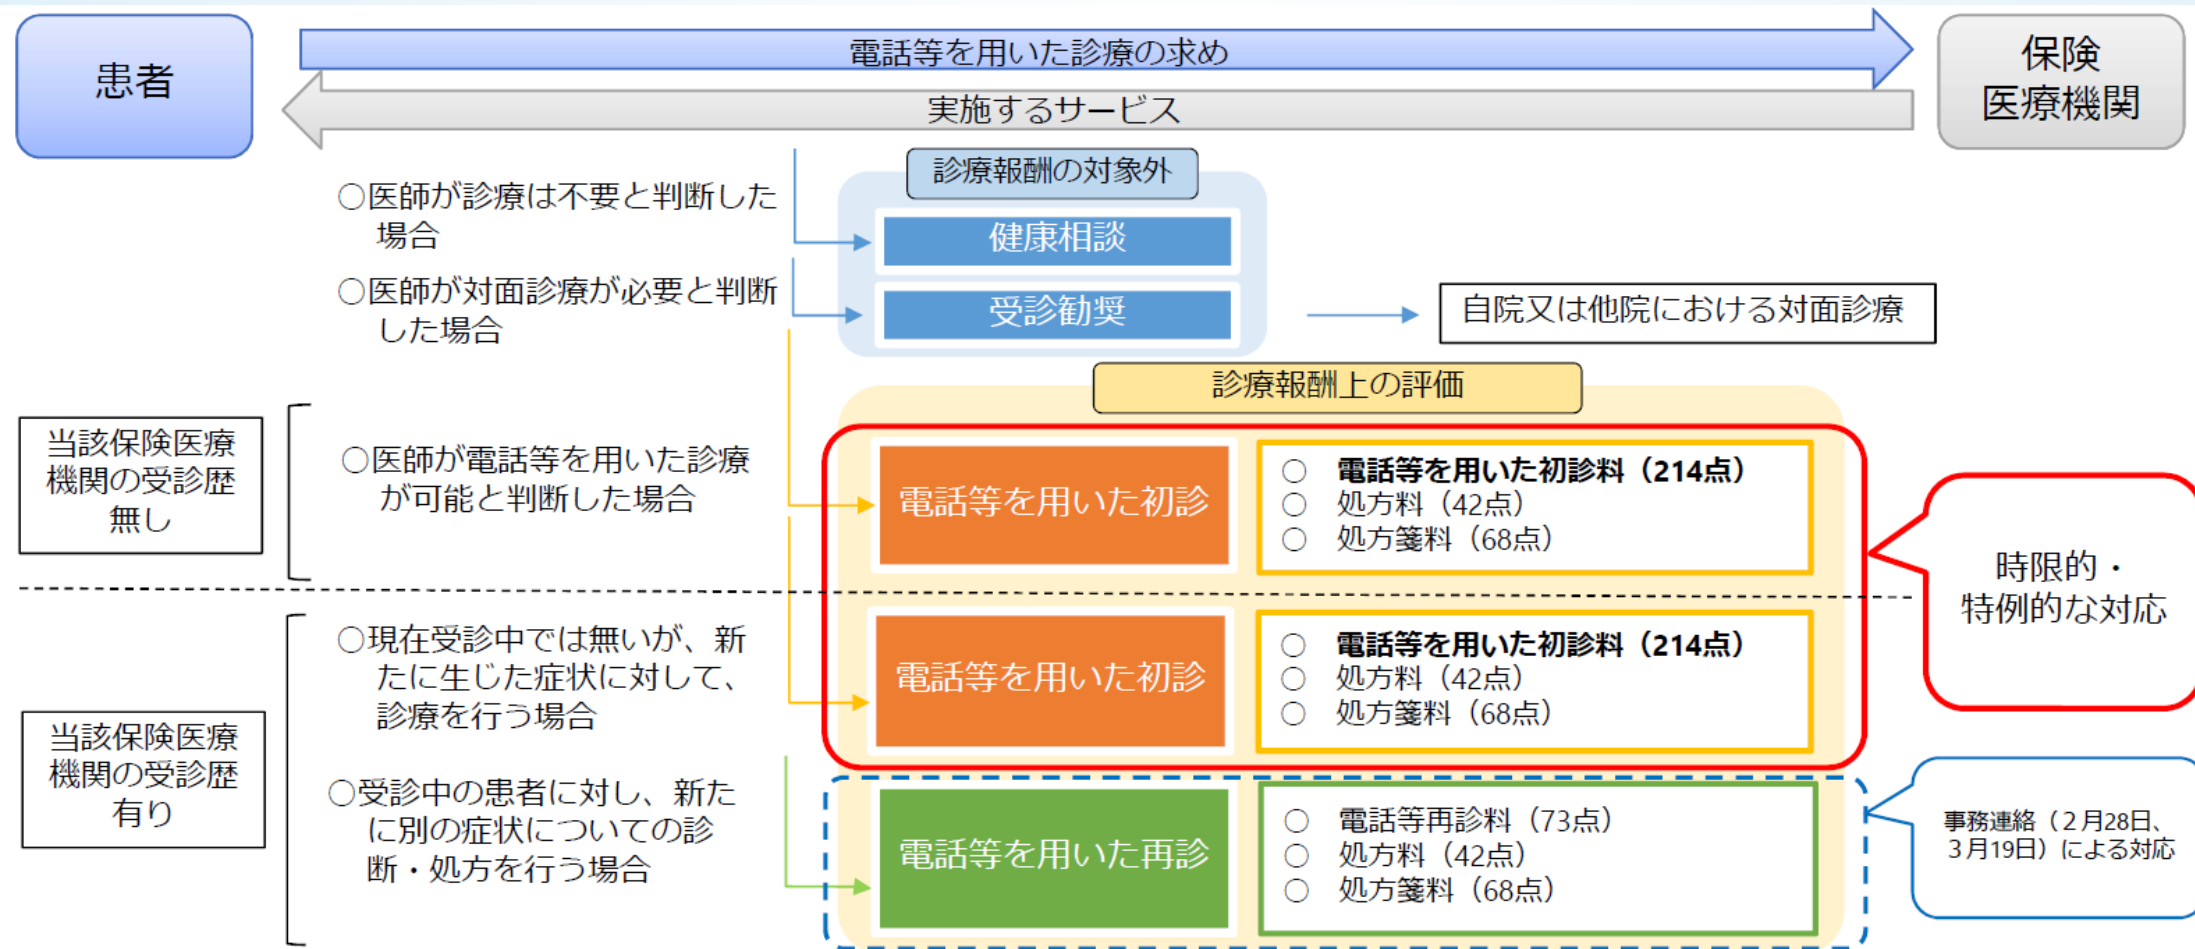 患者
電話等を用いた診療の求め
実施するサービス
保険
医療機関
診療報酬の対象外
○医師が診療は不要と判断した
場合
健康相談
○医師が対面診療が必要と判断
した場合
受診勧奨
自院又は他院における対面診療
診療報酬上の評価
当該保険医療
機関の受診歴
無し
○医師が電話等を用いた診療
が可能と判断した場合
電話等を用いた初診
○ 電話等を用いた初診料（214点）
○ 処方料（42点）
○ 処方箋料（68点）
時限的・
特例的な対応
当該保険医療
機関の受診歴
有り
○現在受診中では無いが、新
たに生じた症状に対して、
診療を行う場合
電話等を用いた初診
○ 電話等を用いた初診料（214点）
○ 処方料（42点）
○ 処方箋料（68点）
○受診中の患者に対し、新た
に別の症状についての診
断・処方を行う場合
電話等を用いた再診
○ 電話等再診料（73点）
○ 処方料（42点）
○ 処方箋料（68点）
事務連絡（２月28日、
３月19日）による対応